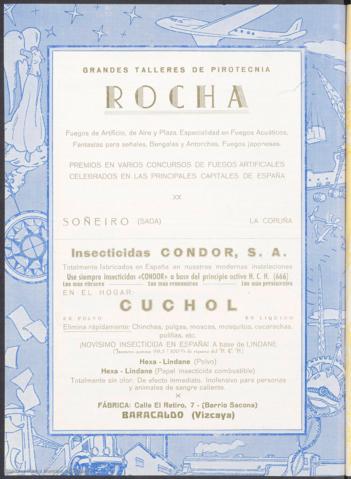 GRANDES TALLERES DE PIROTECNIA
ROCHA
Fuegos de Artificio, de Aire y Plaza. Especialidad en Fuegos Acuáticos,
Fantasías para señales, Bengalas y Antorchas. Fuegos japoneses.
PREMIOS EN VARIOS CONCURSOS DE FUEGOS ARTIFICIALES
CELEBRADOS EN LAS PRINCIPALES CAPITALES DE ESPAÑA
XX
SOÑEIRO (SADA) LA CORUÑA
Insecticidas CONDOR, S. A.
Totalmente fabricados en España en nuestras modernas instalaciones
Use siempre insecticidas «CONDOR» a base del principio activo H. C. H. (666)
Los más eficaces Los más económicos Los más persistentes
EN EL HOGAR:
CUCHOL
EN POLVO EN LIQUIDO
Elimina rápidamente: Chinches, pulgas, moscas, mosquitos, cucarachas,
polillas, etc.
¡NOVISIMO INSECTICIDA EN ESPAÑA! A base de LINDANE
Hexa - Lindane (Polvo)
Hexa - Lindane (Papel insecticida combustible)
Totalmente sin olor. De efecto inmediato. Inofensivo para personas
y animales de sangre caliente.
X
FÁBRICA: Calle El Retiro, 7 - (Barrio Sacona)
BARACALDO (Vizcaya)